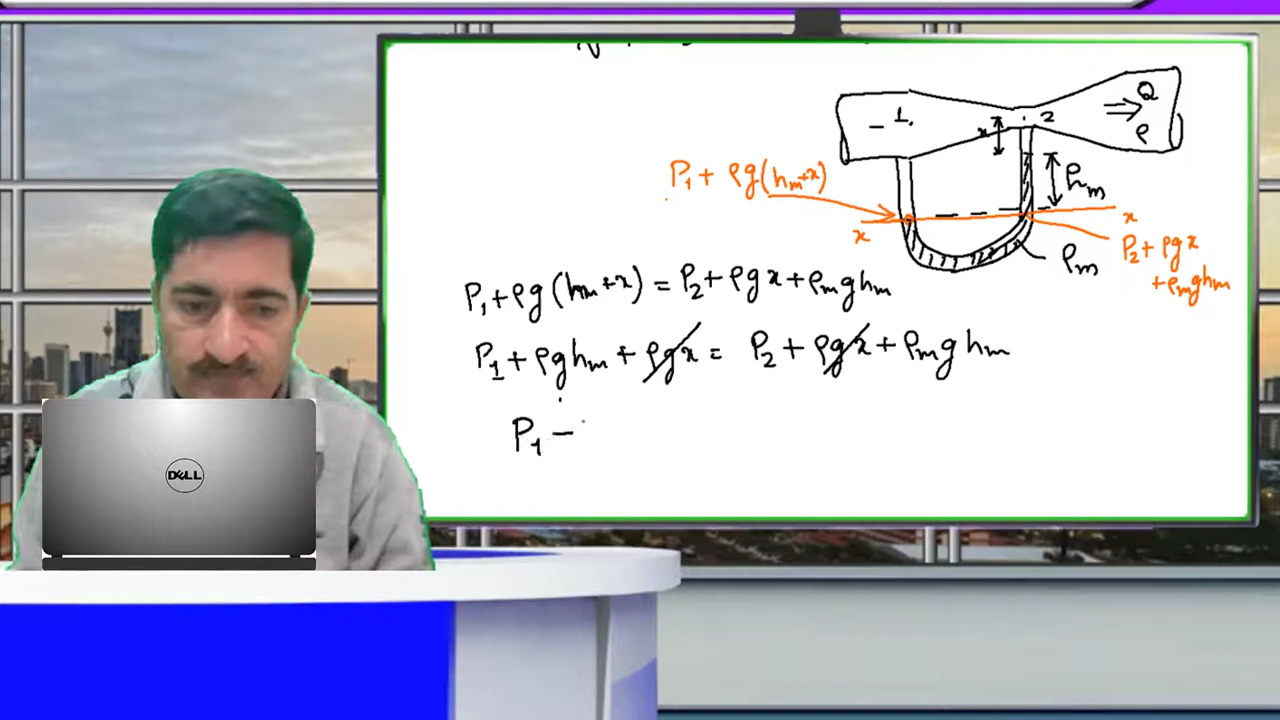 1. 2 Q
ρ
x
P₁ + ρg(hm+x)
hm
x x
ρm
P₂ + ρgx
+ρmghm
P₁+ρg(hm+x) = P₂+ρgx+ρmghm
P₁ + ρghm + ρgx = P₂ + ρgx + ρmghm
P₁ –
DELL